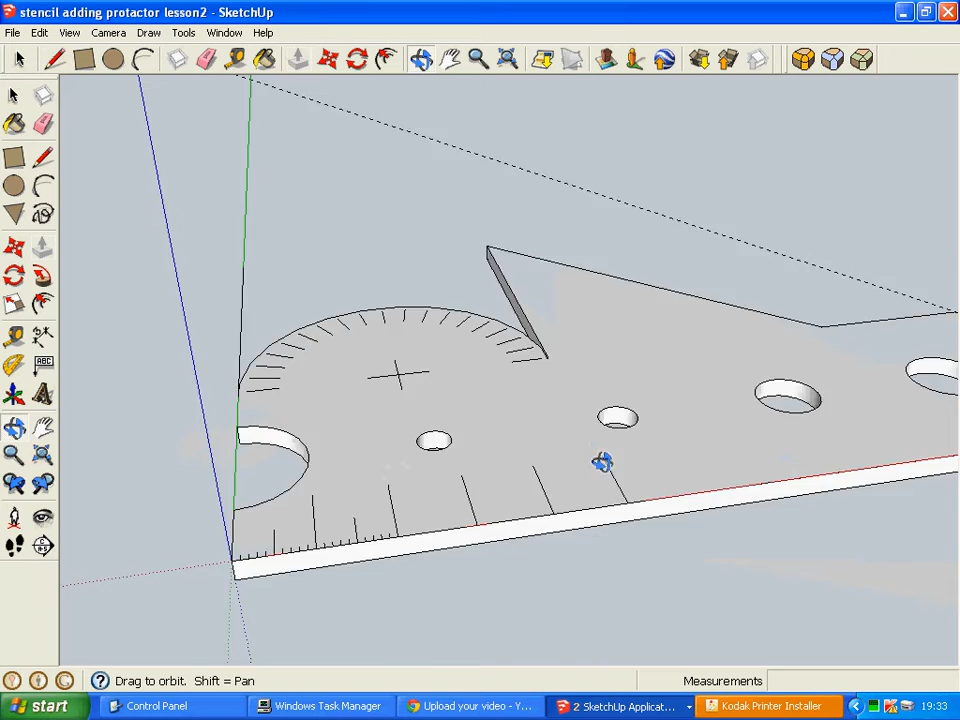 stencil adding protactor lesson2 - SketchUp
File Edit View Camera Draw Tools Window Help
ABC
Drag to orbit. Shift = Pan
Measurements
start
Control Panel
Windows Task Manager
Upload your video - Y...
2 SketchUp Applicat...
Kodak Printer Installer
19:33